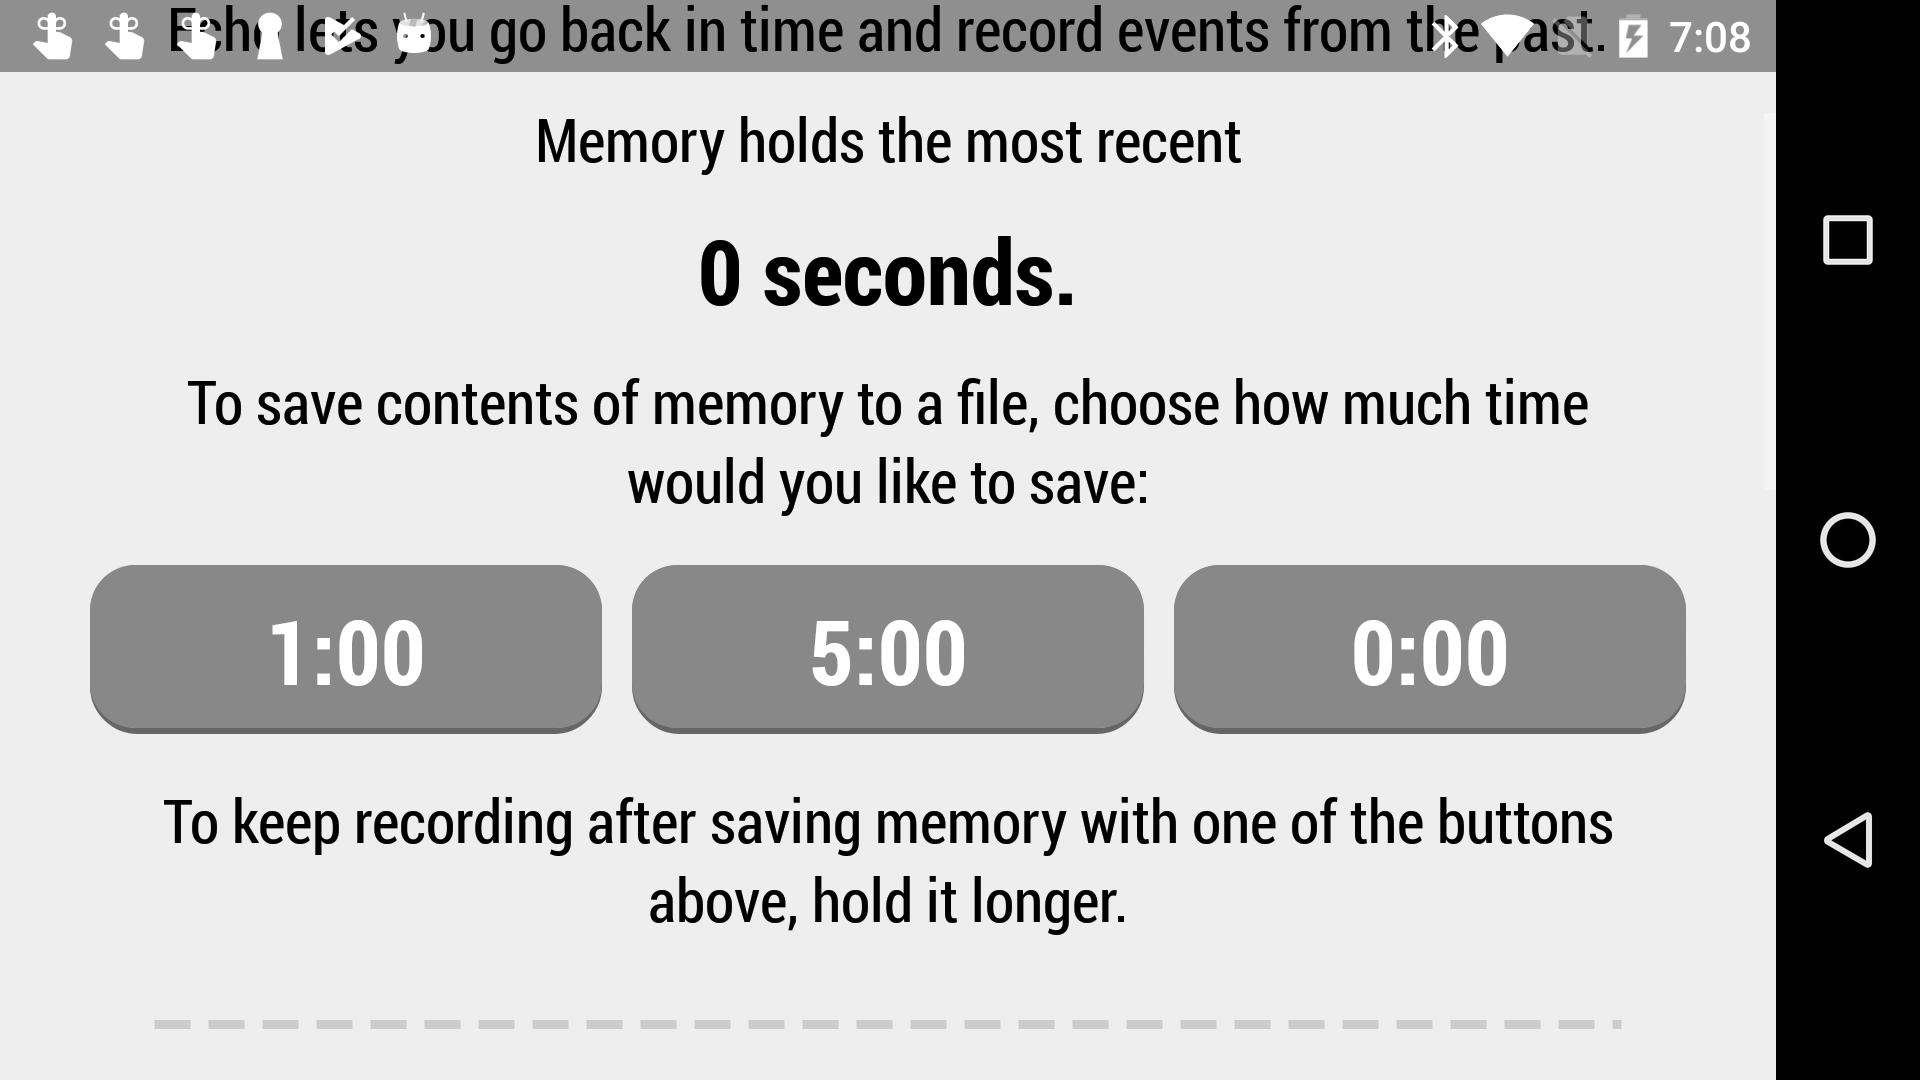 Echo lets you go back in time and record events from the past.
7:08
Memory holds the most recent
0 seconds.
To save contents of memory to a file, choose how much time
would you like to save:
1:00
5:00
0:00
To keep recording after saving memory with one of the buttons
above, hold it longer.